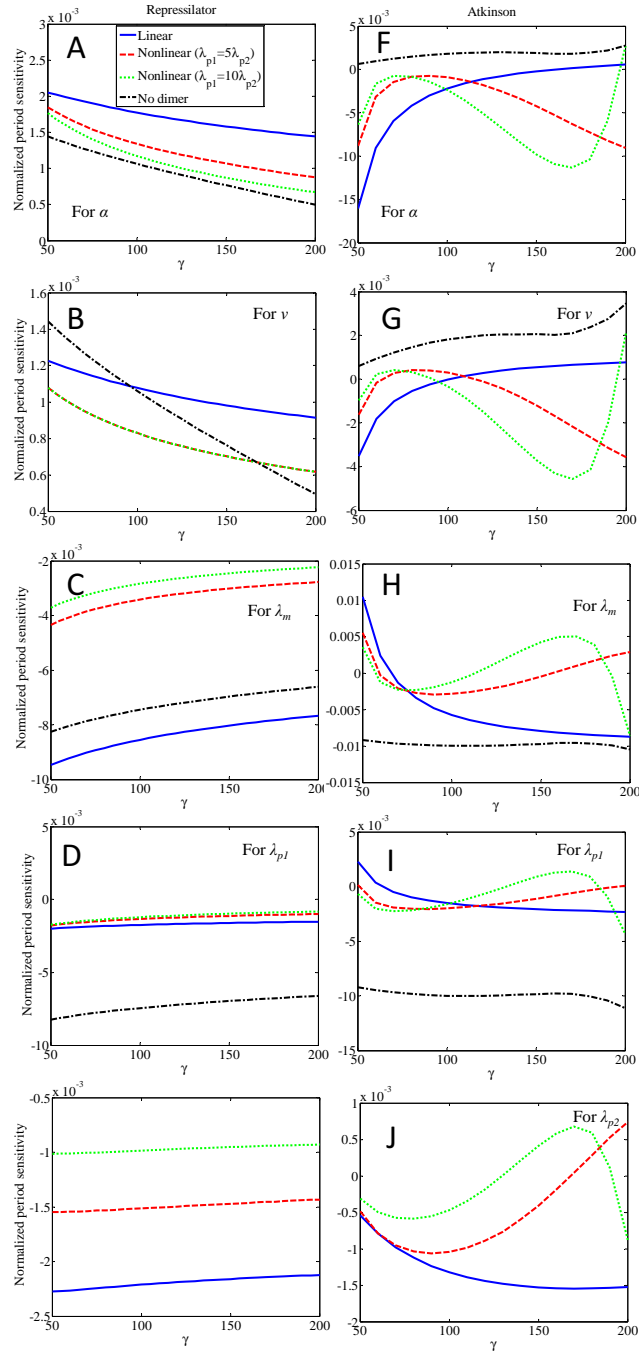 Repressilator
Atkinson
x 10⁻³
A
Linear
Nonlinear (λp1=5λp2)
Nonlinear (λp1=10λp2)
No dimer
For α
Normalized period sensitivity
3
2.5
2
1.5
1
0.5
0
50
100
150
200
γ
x 10⁻³
F
For α
5
0
-5
-10
-15
-20
50
100
150
200
γ
x 10⁻³
B
For v
Normalized period sensitivity
1.6
1.4
1.2
1
0.8
0.6
0.4
50
100
150
200
γ
x 10⁻³
G
For v
4
2
0
-2
-4
-6
50
100
150
200
γ
x 10⁻³
C
For λm
Normalized period sensitivity
-2
-4
-6
-8
-10
50
100
150
200
γ
H
For λm
0.015
0.01
0.005
0
-0.005
-0.01
-0.015
50
100
150
200
γ
x 10⁻³
D
For λp1
Normalized period sensitivity
5
0
-5
-10
50
100
150
200
γ
x 10⁻³
I
For λp1
5
0
-5
-10
-15
50
100
150
200
γ
x 10⁻³
Normalized period sensitivity
-0.5
-1
-1.5
-2
-2.5
50
100
150
200
γ
x 10⁻³
J
For λp2
1
0.5
0
-0.5
-1
-1.5
-2
50
100
150
200
γ